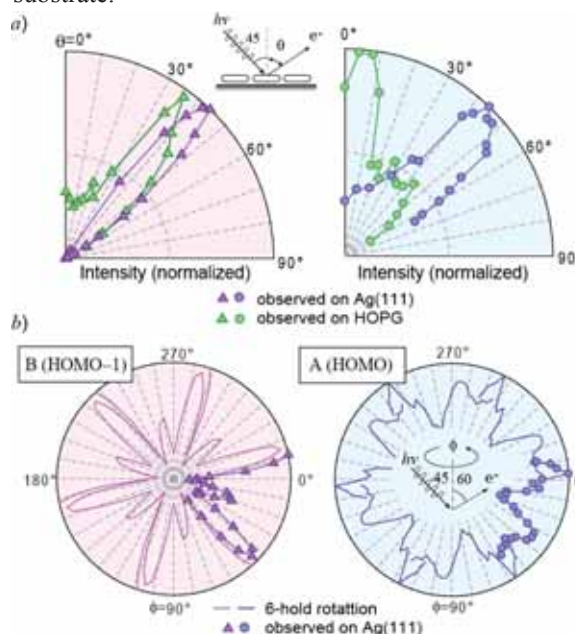 substrate.
a)
θ=0°
hν
45
θ
e-
θ=0°
30°
60°
90°
Intensity (normalized)
30°
60°
90
Intensity (normalized)
observed on Ag(111)
observed on HOPG
b)
B (HOMO−1)
270°
180°
0°
ϕ=90°
A (HOMO)
270°
ϕ
hν
45
60
e-
ϕ=90°
6-hold rotattion
observed on Ag(111)